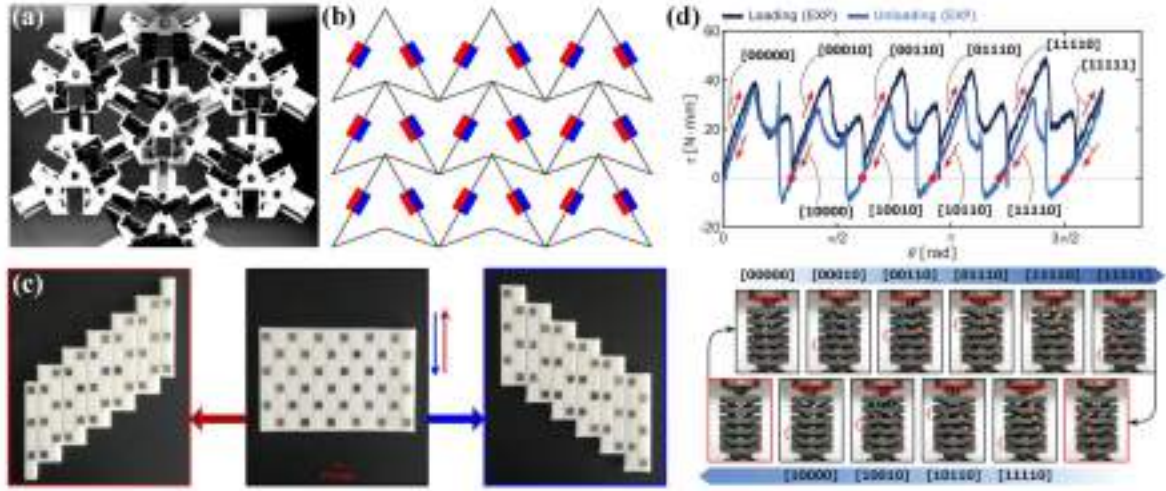 (a)
(b)
(d)
Loading (EXP)
Unloading (EXP)
60
[00000]
[00010]
[00110]
[01110]
[11110]
[11111]
40
20
0
-20
τ [N·mm]
[10000]
[10010]
[10110]
[11110]
0
π/2
π
3π/2
θ [rad]
(c)
[00000]
[00010]
[00110]
[01110]
[11110]
[11111]
[10000]
[10010]
[10110]
[11110]